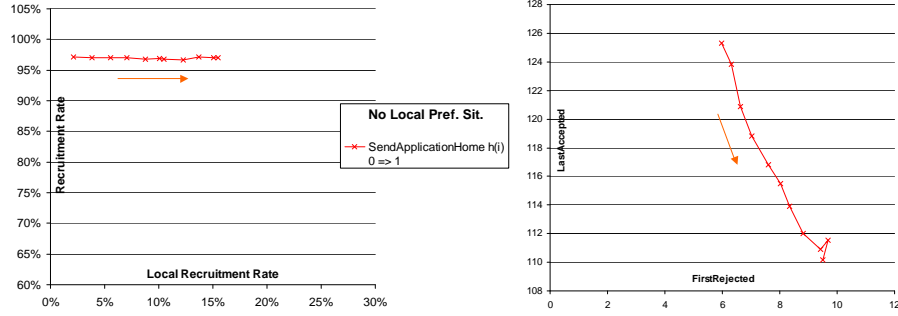 105%
100%
95%
90%
85%
80%
75%
70%
65%
60%
Recruitment Rate
Local Recruitment Rate
0% 5% 10% 15% 20% 25% 30%
No Local Pref. Sit.
SendApplicationHome h(i)
0 => 1
128
126
124
122
120
118
116
114
112
110
108
LastAccepted
FirstRejected
0 2 4 6 8 10 12